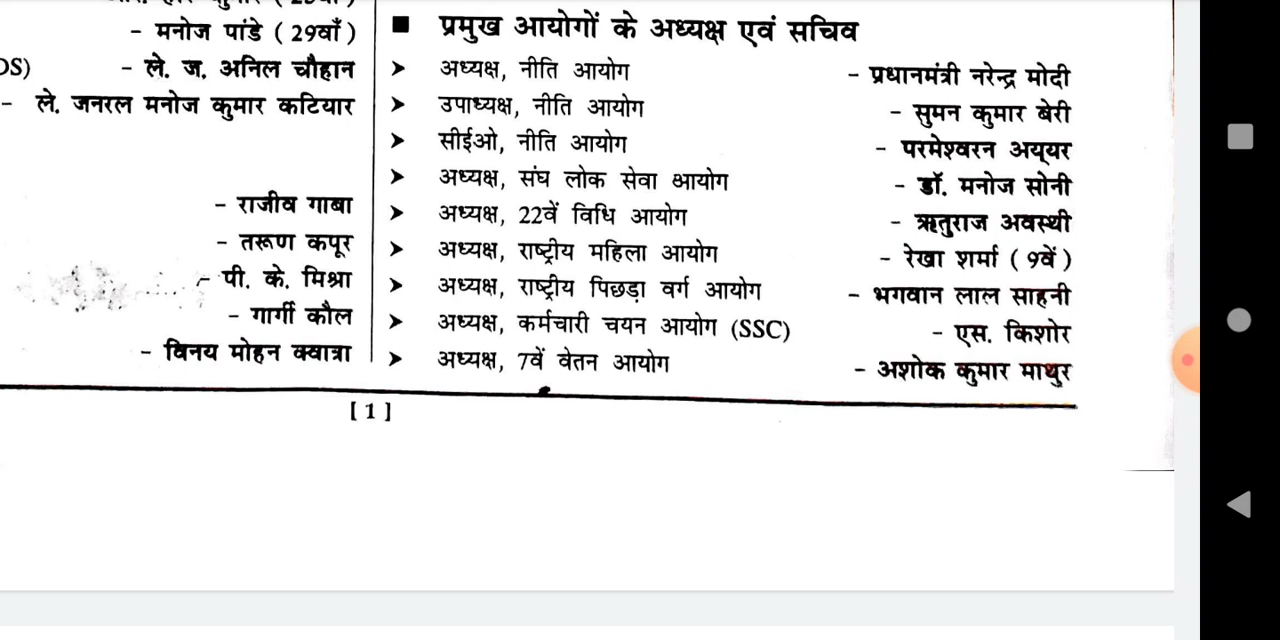 - मनोज पांडे ( 29वाँ )
DS) - ले. ज. अनिल चौहान
- ले. जनरल मनोज कुमार कटियार
- राजीव गाबा
- तरूण कपूर
- पी. के. मिश्रा
- गार्गी कौल
- विनय मोहन क्वात्रा
■ प्रमुख आयोगों के अध्यक्ष एवं सचिव
➤ अध्यक्ष, नीति आयोग - प्रधानमंत्री नरेन्द्र मोदी
➤ उपाध्यक्ष, नीति आयोग - सुमन कुमार बेरी
➤ सीईओ, नीति आयोग - परमेश्वरन अय्यर
➤ अध्यक्ष, संघ लोक सेवा आयोग - डॉ. मनोज सोनी
➤ अध्यक्ष, 22वें विधि आयोग - ऋतुराज अवस्थी
➤ अध्यक्ष, राष्ट्रीय महिला आयोग - रेखा शर्मा ( 9वें )
➤ अध्यक्ष, राष्ट्रीय पिछड़ा वर्ग आयोग - भगवान लाल साहनी
➤ अध्यक्ष, कर्मचारी चयन आयोग (SSC) - एस. किशोर
➤ अध्यक्ष, 7वें वेतन आयोग - अशोक कुमार माथुर
[ 1 ]